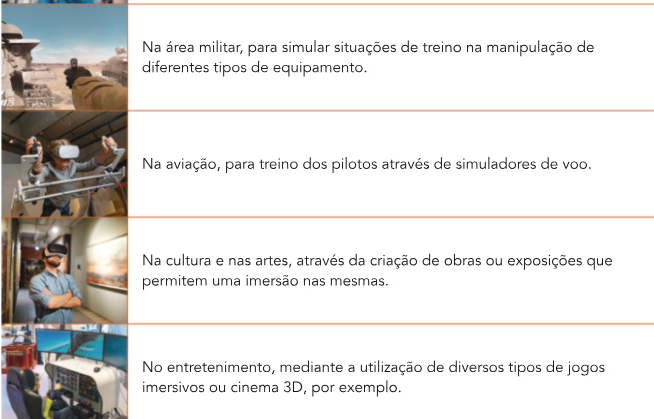 Na área militar, para simular situações de treino na manipulação de
diferentes tipos de equipamento.
Na aviação, para treino dos pilotos através de simuladores de voo.
Na cultura e nas artes, através da criação de obras ou exposições que
permitem uma imersão nas mesmas.
No entretenimento, mediante a utilização de diversos tipos de jogos
imersivos ou cinema 3D, por exemplo.